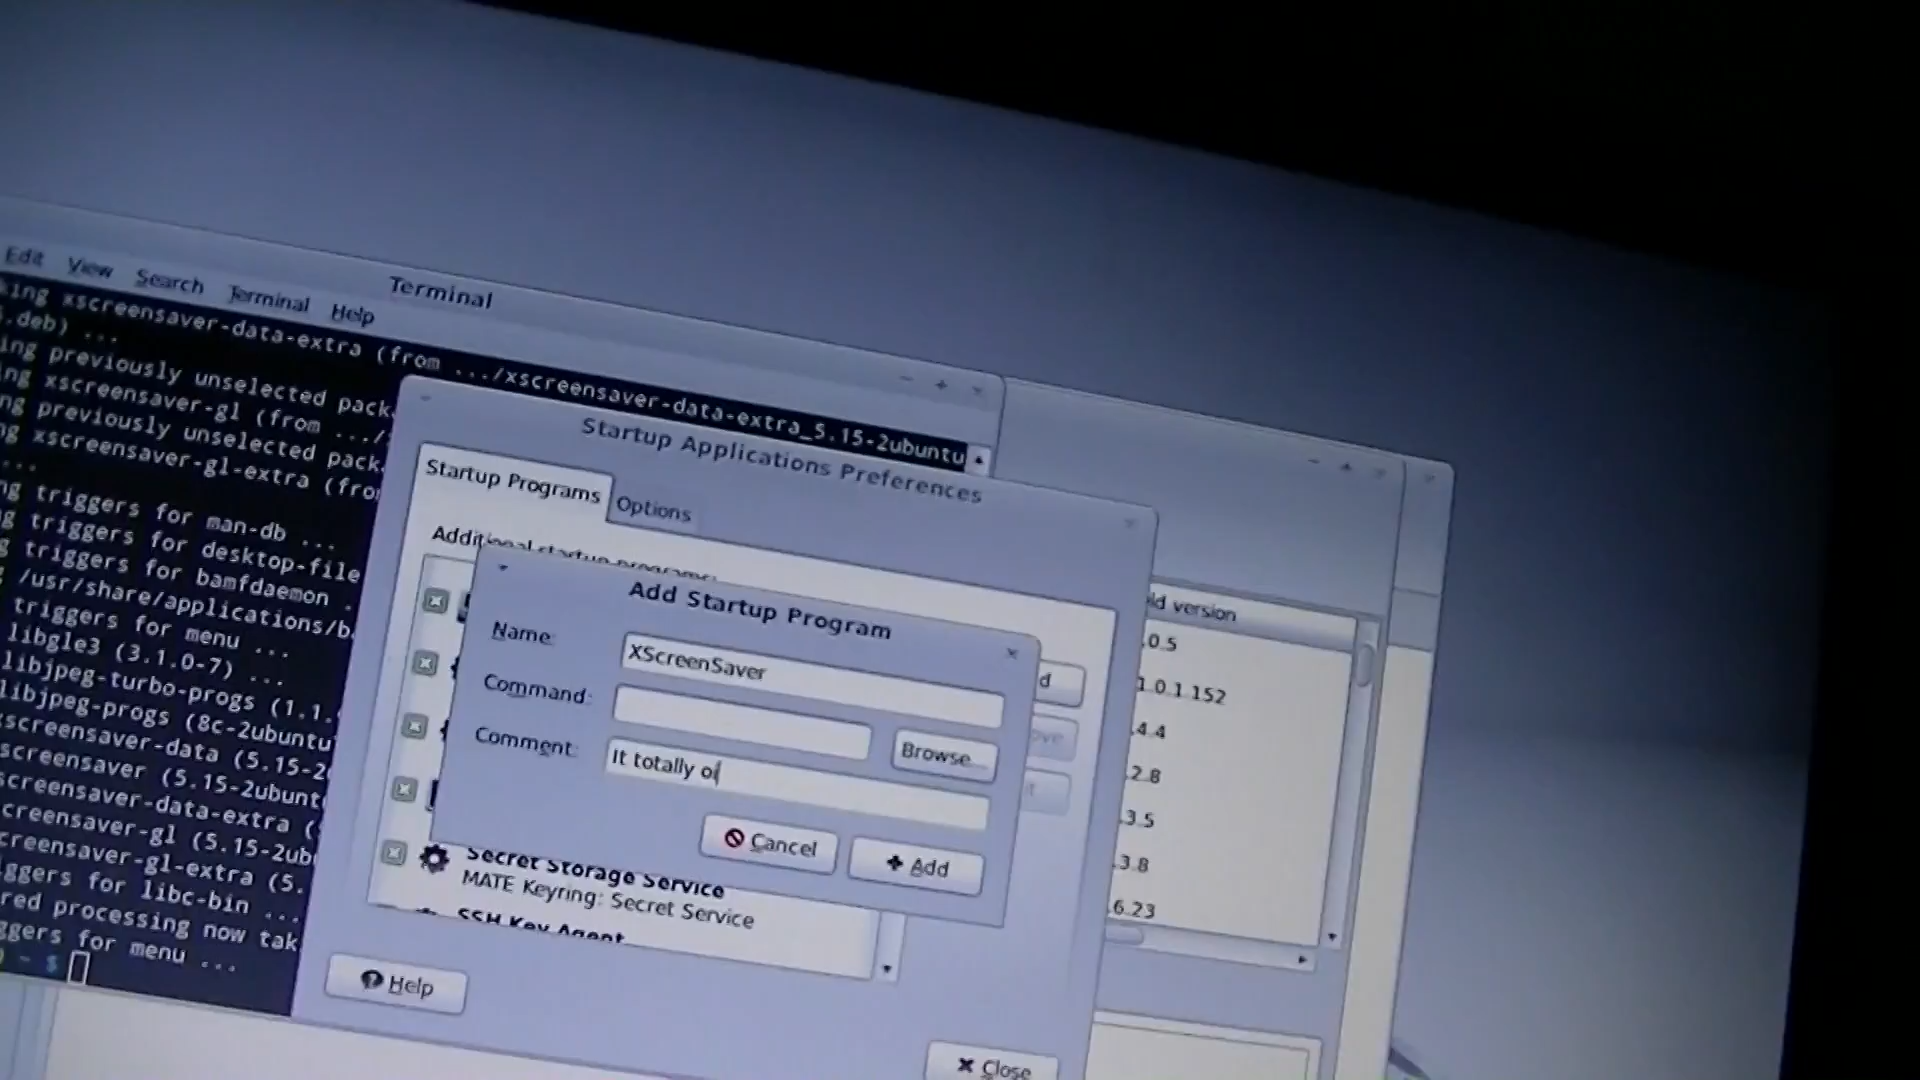 Edit View Search Terminal Help
Terminal
king xscreensaver-data-extra (from .../xscreensaver-data-extra_5.15-2ubuntu
.deb) ...
ing previously unselected pack
ing xscreensaver-gl (from .../
ng previously unselected pack
ng xscreensaver-gl-extra (fro
...
ng triggers for man-db ...
g triggers for desktop-file
g triggers for bamfdaemon .
/usr/share/applications/b
triggers for menu ...
libgle3 (3.1.0-7) ...
libjpeg-turbo-progs (1.1.
libjpeg-progs (8c-2ubuntu
screensaver-data (5.15-2
screensaver (5.15-2ubunt
screensaver-data-extra (
creensaver-gl (5.15-2ub
creensaver-gl-extra (5.
ggers for libc-bin ...
red processing now tak
ggers for menu ...
~ $
Startup Applications Preferences
Startup Programs
Options
Additional startup programs:
Add Startup Program
Name: XScreenSaver
Command:
Browse...
Comment: It totally o
Cancel
Add
Secret Storage Service
MATE Keyring: Secret Service
SSH Key Agent
Help
Close
ld version
.0.5
1.0.1.152
.4.4
.2.8
.3.5
.3.8
.6.23